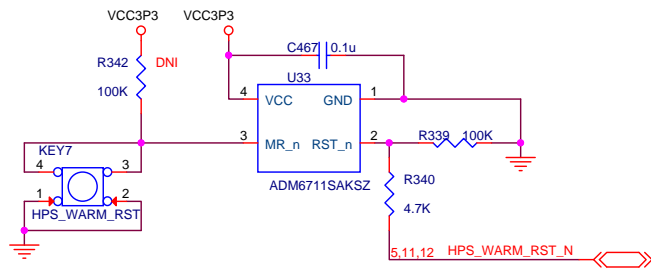 VCC3P3 VCC3P3
R342 DNI
100K
C467 0.1u
U33
4 VCC GND 1
3 MR_n RST_n 2
ADM6711SAKSZ
R339 100K
R340
4.7K
KEY7
4 3
1 2
HPS_WARM_RST
5,11,12 HPS_WARM_RST_N